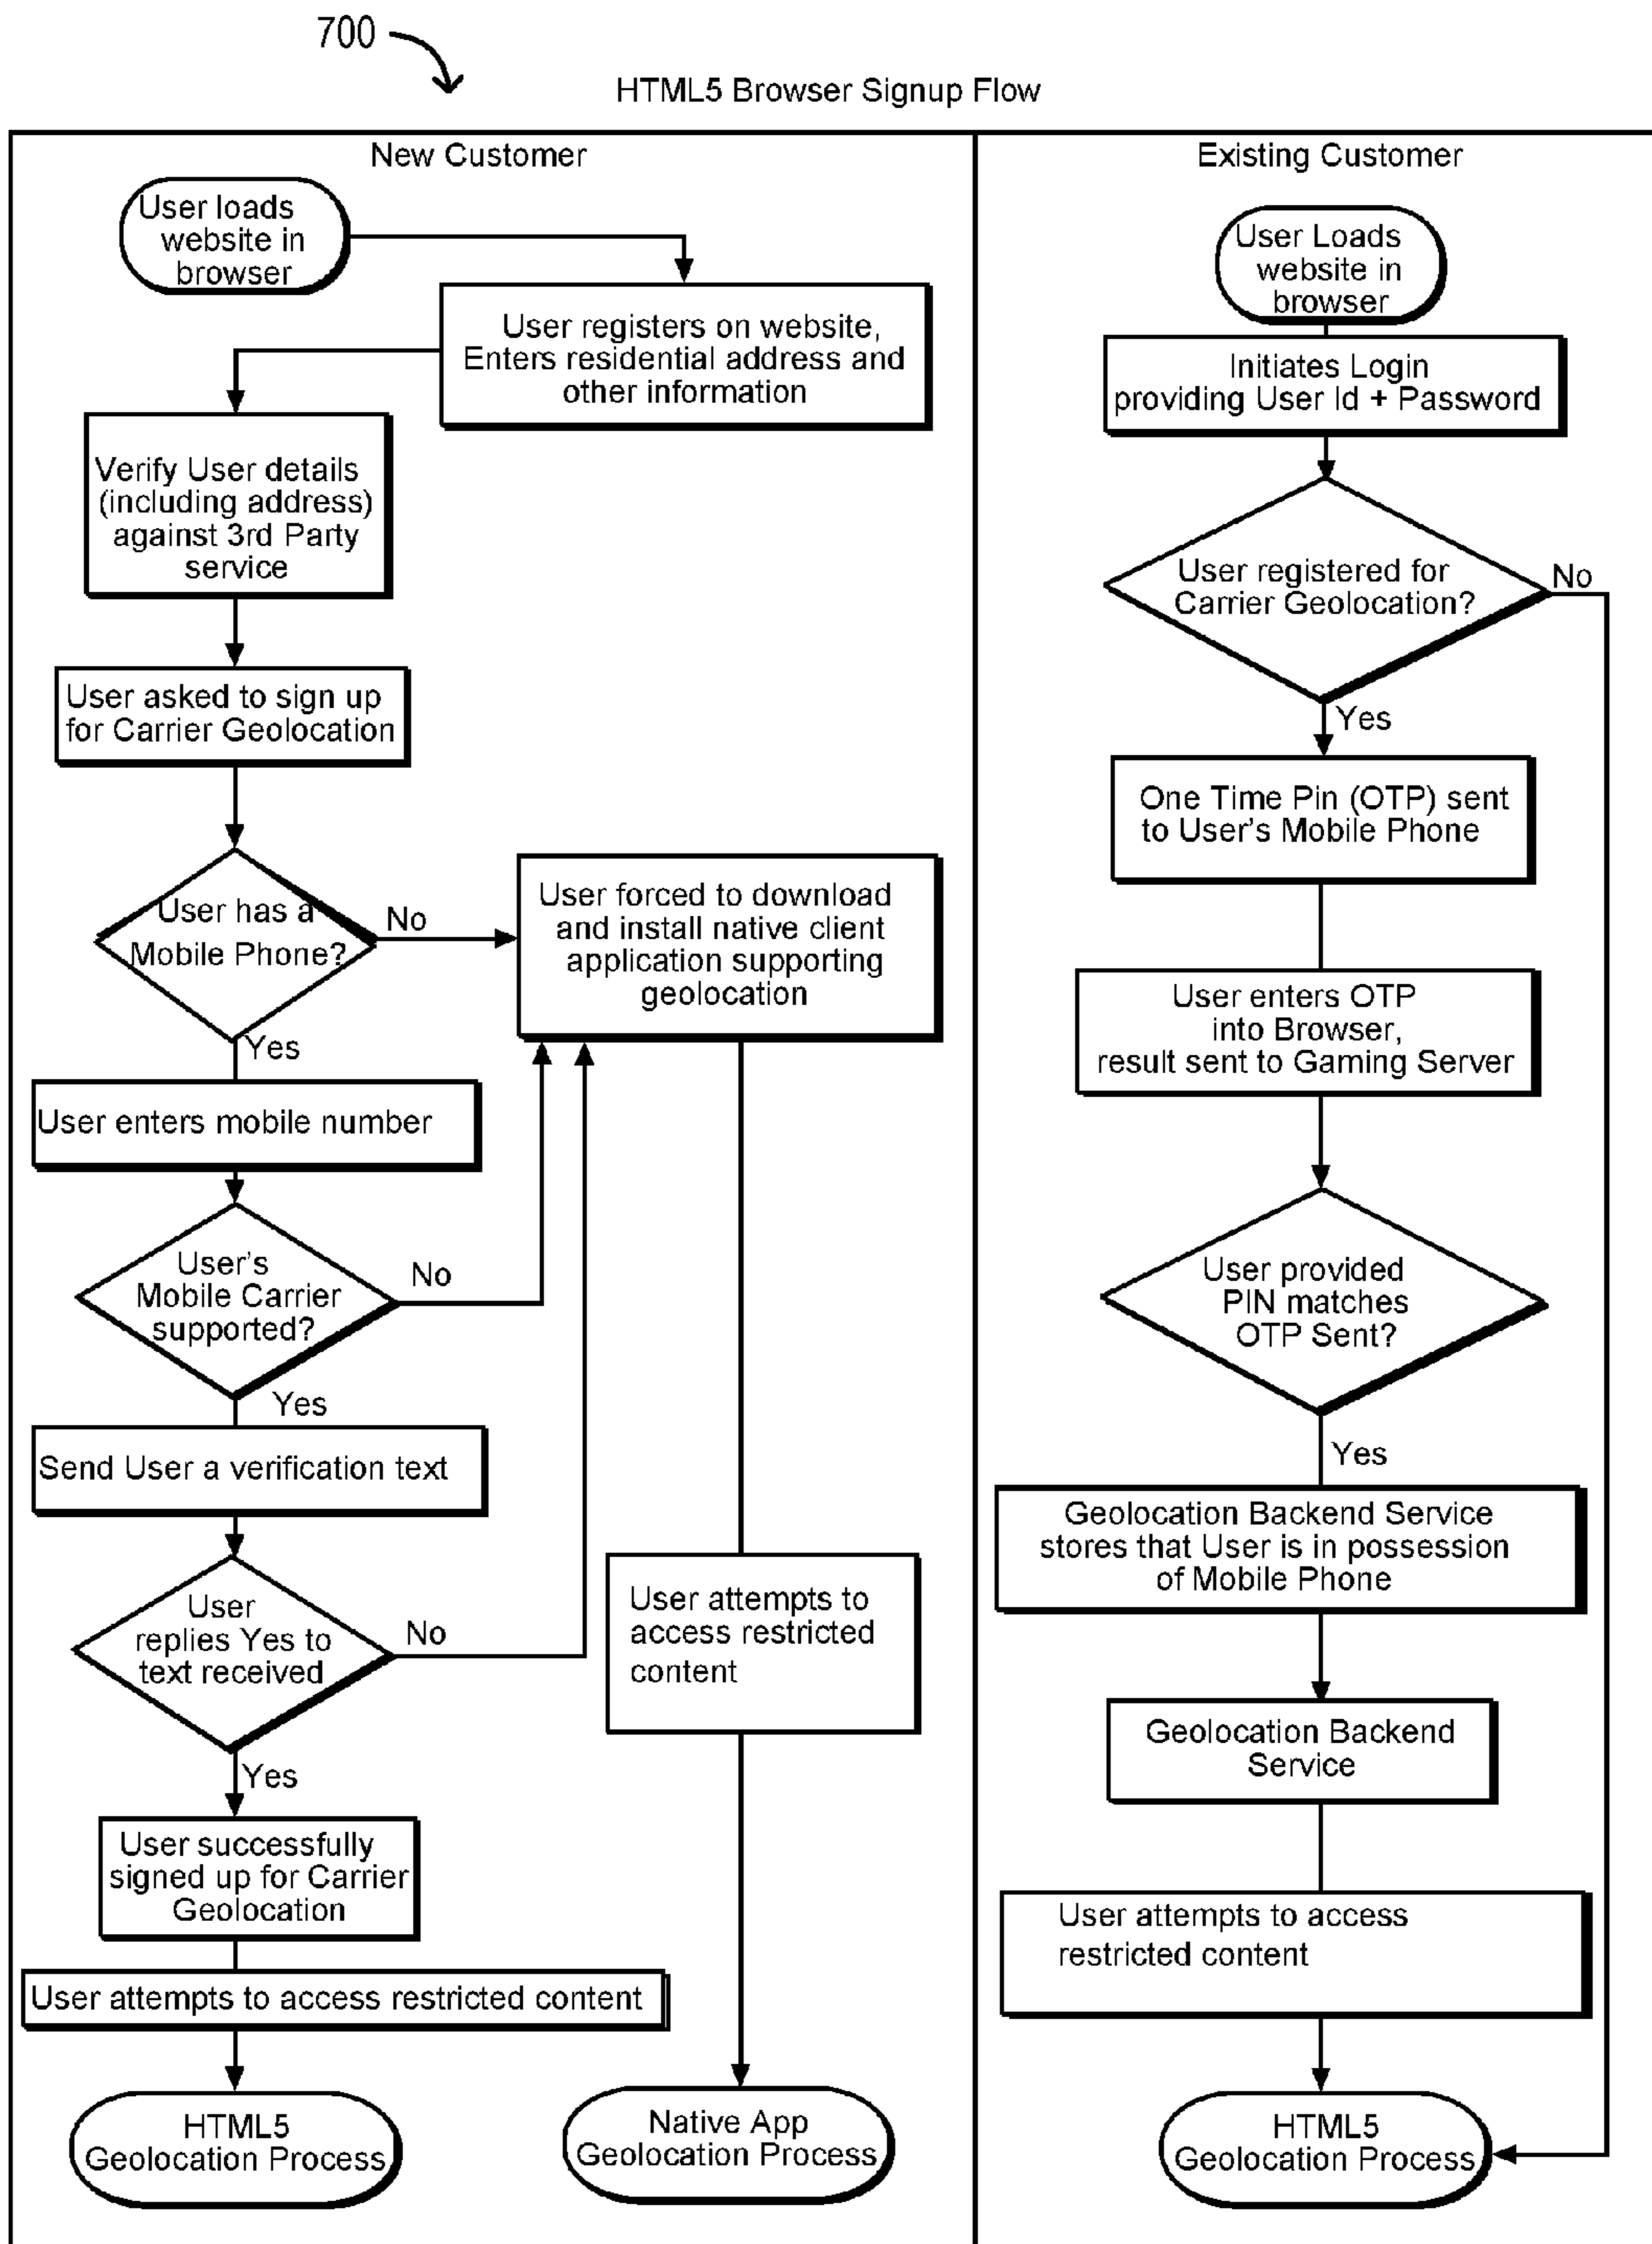 700
HTML5 Browser Signup Flow
New Customer
User loads
website in
browser
User registers on website,
Enters residential address and
other information
Verify User details
(including address)
against 3rd Party
service
User asked to sign up
for Carrier Geolocation
User has a
Mobile Phone?
No
Yes
User forced to download
and install native client
application supporting
geolocation
User enters mobile number
User's
Mobile Carrier
supported?
No
Yes
Send User a verification text
User
replies Yes to
text received
No
Yes
User successfully
signed up for Carrier
Geolocation
User attempts to access restricted content
HTML5
Geolocation Process
User attempts to
access restricted
content
Native App
Geolocation Process
Existing Customer
User Loads
website in
browser
Initiates Login
providing User Id + Password
User registered for
Carrier Geolocation?
No
Yes
One Time Pin (OTP) sent
to User's Mobile Phone
User enters OTP
into Browser,
result sent to Gaming Server
User provided
PIN matches
OTP Sent?
Yes
Geolocation Backend Service
stores that User is in possession
of Mobile Phone
Geolocation Backend
Service
User attempts to access
restricted content
HTML5
Geolocation Process